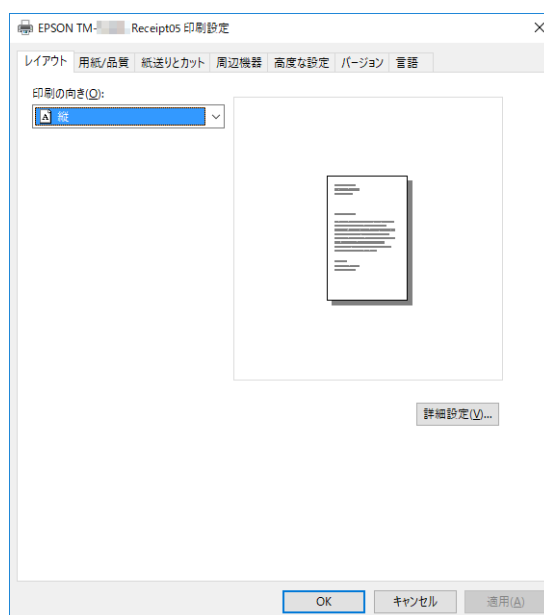 EPSON TM- Receipt05 印刷設定
レイアウト 用紙/品質 紙送りとカット 周辺機器 高度な設定 バージョン 言語
印刷の向き(O):
A 縦
詳細設定(V)...
OK キャンセル 適用(A)